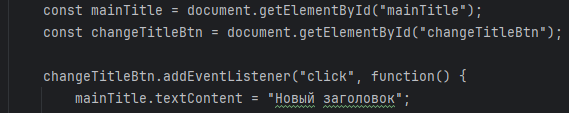 const mainTitle = document.getElementById("mainTitle");
const changeTitleBtn = document.getElementById("changeTitleBtn");
changeTitleBtn.addEventListener("click", function() {
mainTitle.textContent = "Новый заголовок";